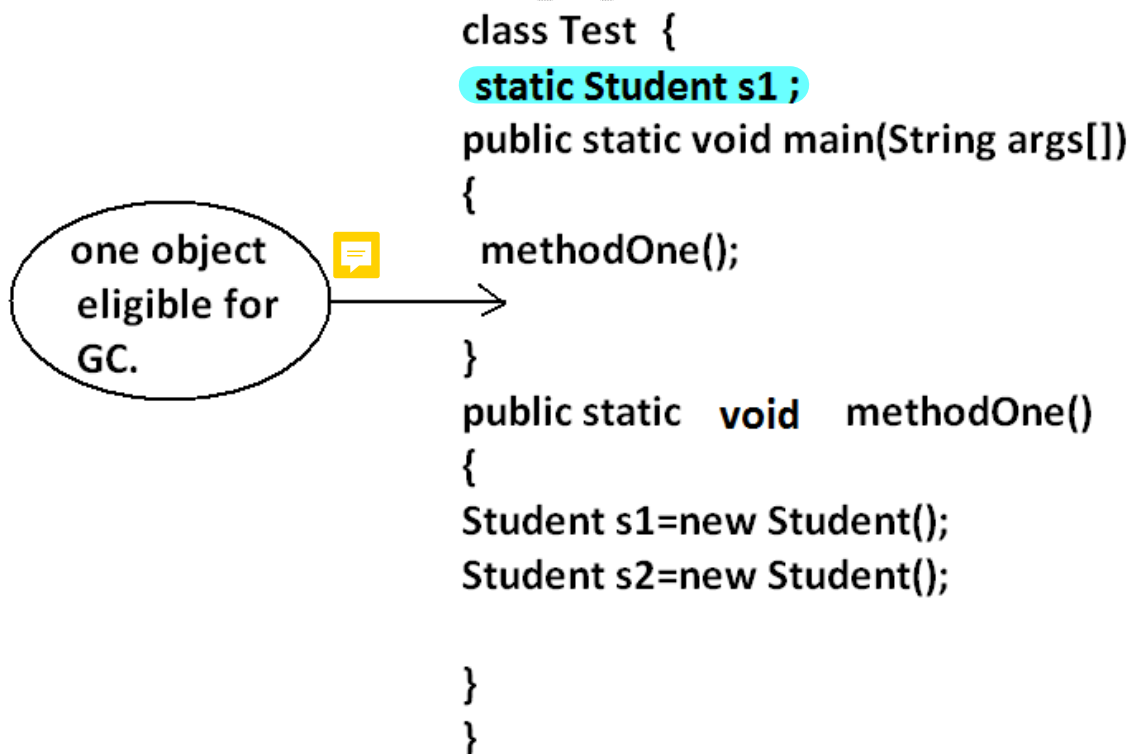 class Test {
static Student s1 ;
public static void main(String args[])
{
one object
methodOne();
eligible for
GC.
}
public static void methodOne()
{
Student s1=new Student();
Student s2=new Student();
}
}